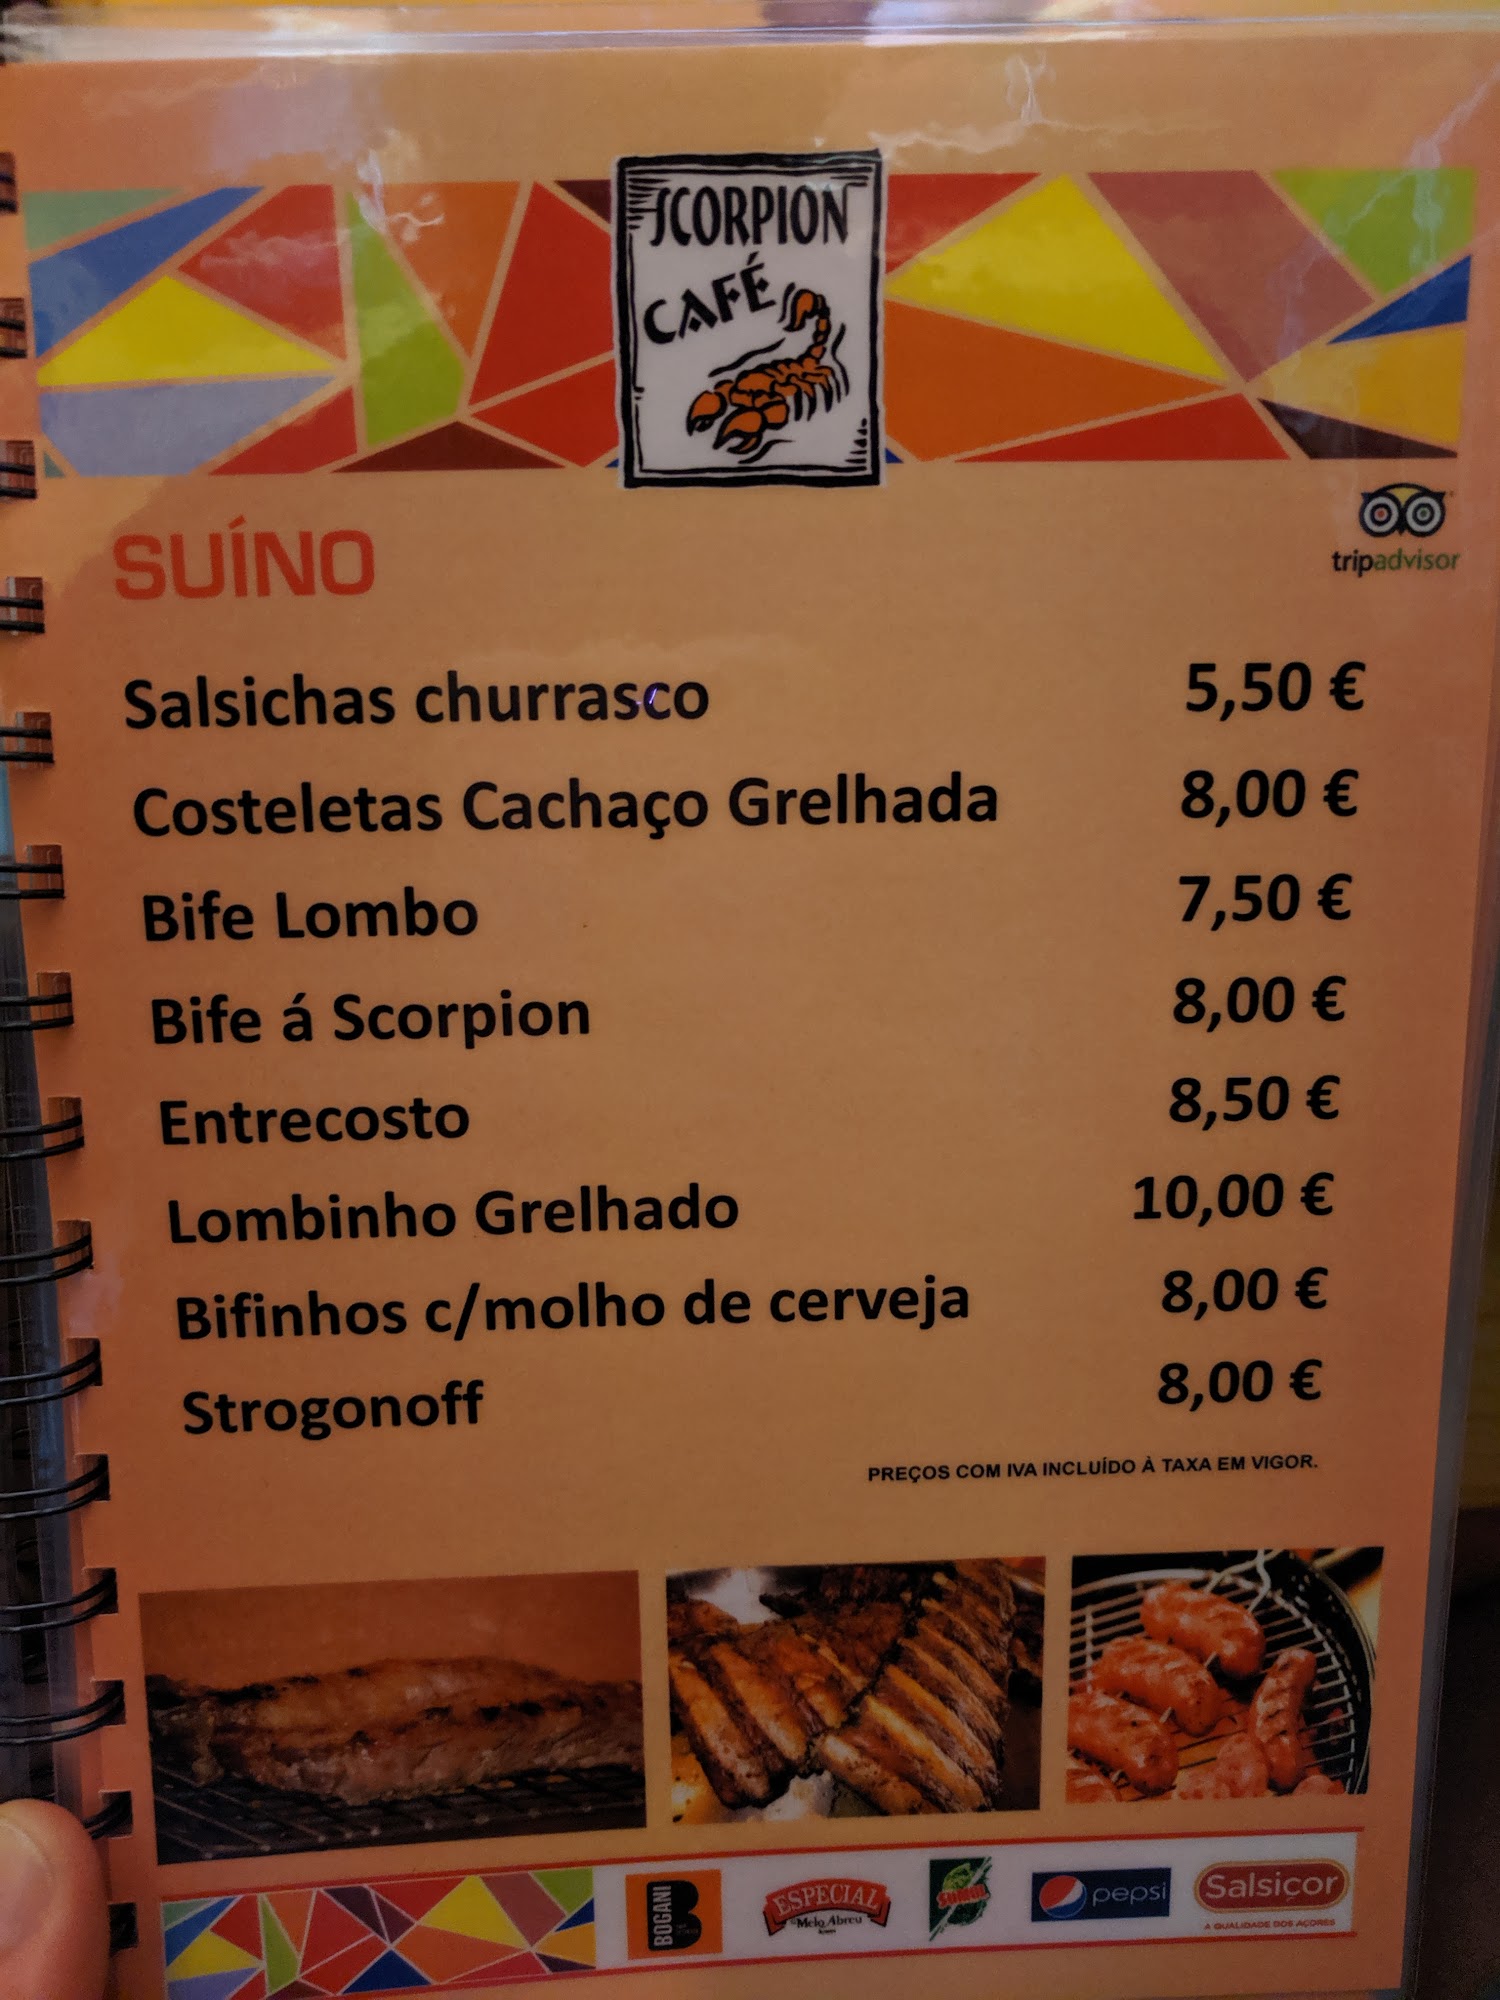 SCORPION
CAFÉ
tripadvisor
SUÍNO
Salsichas churrasco 5,50 €
Costeletas Cachaço Grelhada 8,00 €
Bife Lombo 7,50 €
Bife á Scorpion 8,00 €
Entrecosto 8,50 €
Lombinho Grelhado 10,00 €
Bifinhos c/molho de cerveja 8,00 €
Strogonoff 8,00 €
PREÇOS COM IVA INCLUÍDO À TAXA EM VIGOR.
BOGANI
ESPECIAL
Melo Abreu
SUMOL
pepsi
Salsiçor
A QUALIDADE DOS AÇORES